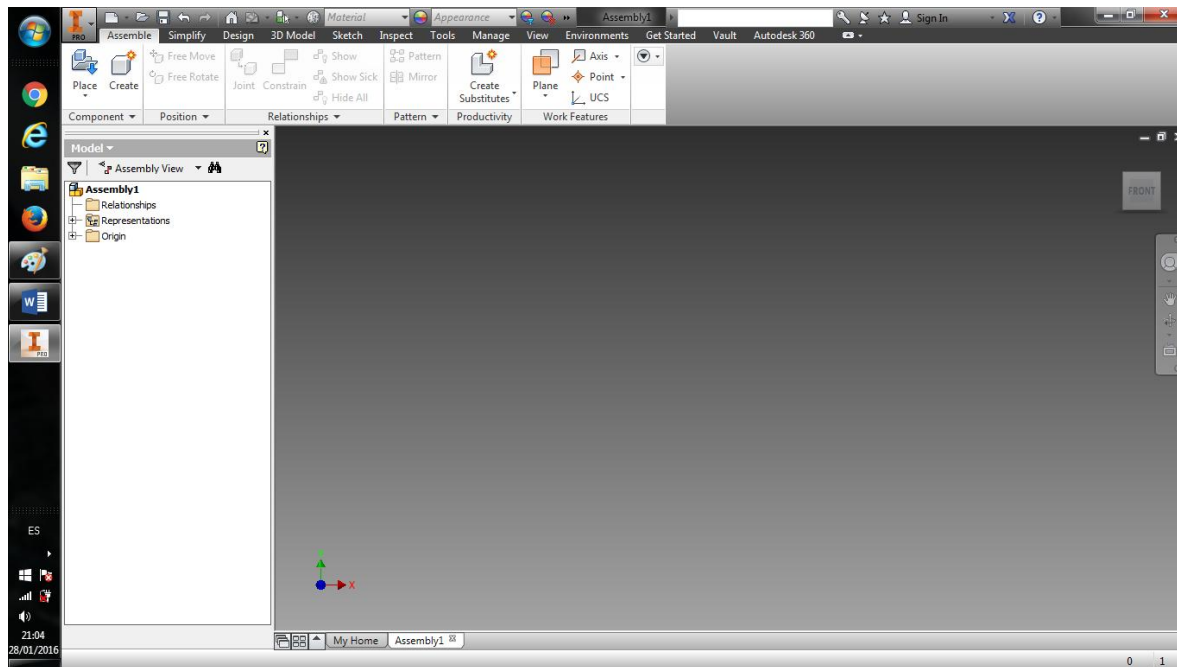 Material Appearance Assembly1 Sign In
PRO Assemble Simplify Design 3D Model Sketch Inspect Tools Manage View Environments Get Started Vault Autodesk 360
Place Create Free Move Free Rotate Joint Constrain Show Show Sick Hide All Pattern Mirror Create Substitutes Plane Axis Point UCS
Component Position Relationships Pattern Productivity Work Features
Model
Assembly View
Assembly1
Relationships
Representations
Origin
FRONT
W
PRO
ES
X
21:04
28/01/2016
My Home Assembly1
0 1